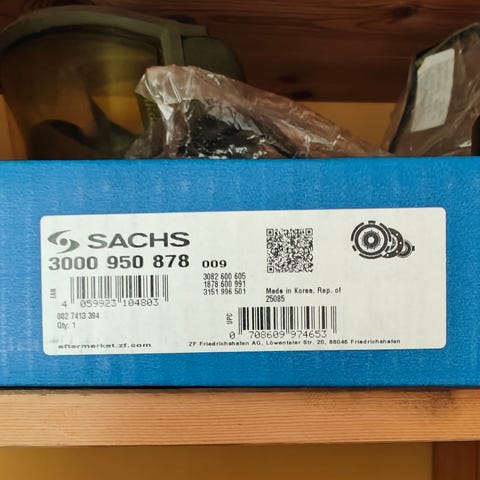 SACHS
3000 950 878 009
3082 600 605
1878 600 991
3151 996 501
Made in Korea, Rep. of
25085
EAN
4 059923 104803
002 7413 394
Qty: 1
UPC
0 708609 974653
aftermarket.zf.com
ZF Friedrichshafen AG, Löwentaler Str. 20, 88046 Friedrichshafen